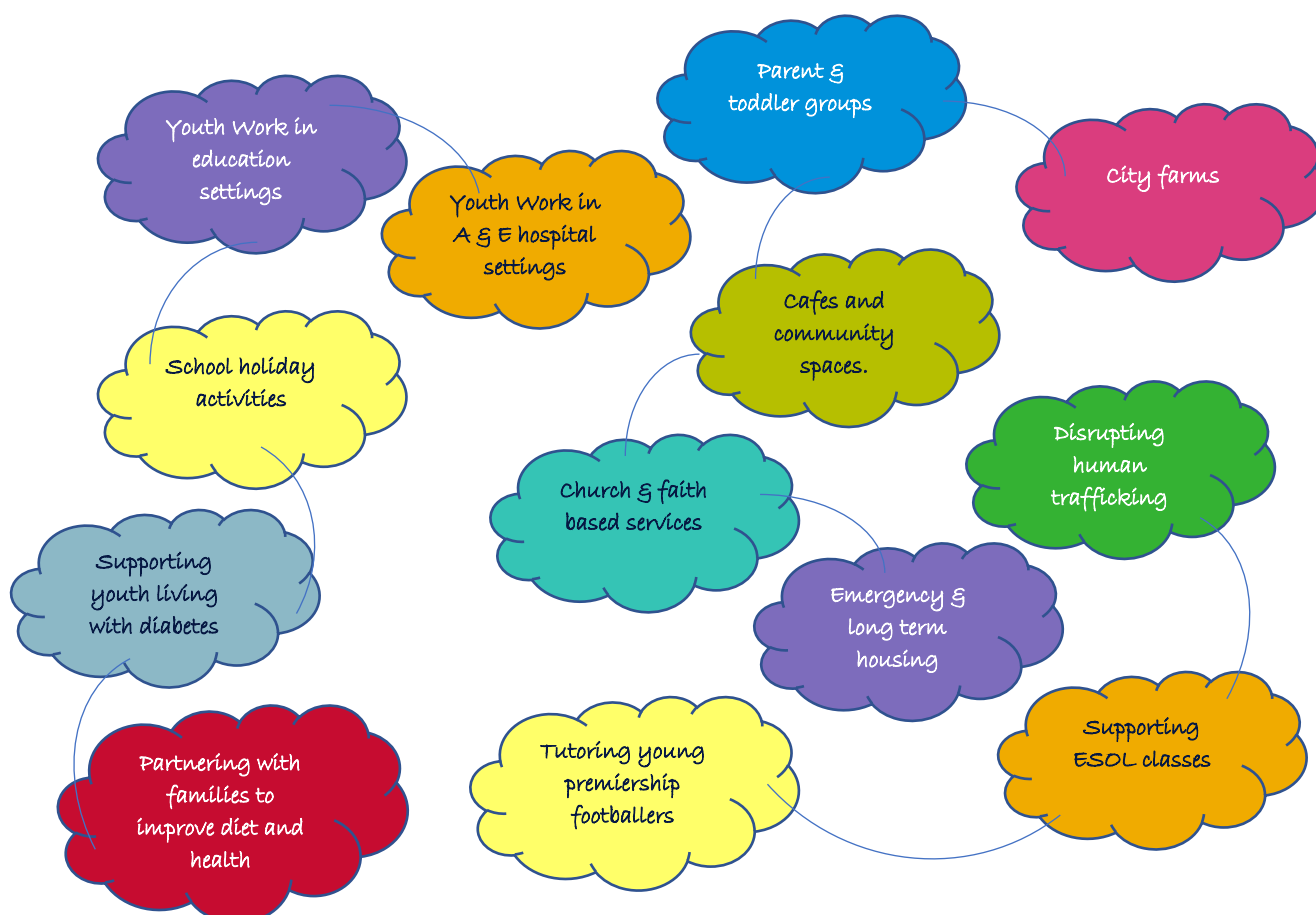 Parent &
toddler groups
Youth Work in
education
settings
City farms
Youth Work in
A & E hospital
settings
Cafes and
community
spaces.
School holiday
activities
Disrupting
human
trafficking
Church & faith
based services
Supporting
youth living
with diabetes
Emergency &
long term
housing
Supporting
ESOL classes
Tutoring young
premiership
footballers
Partnering with
families to
improve diet and
health